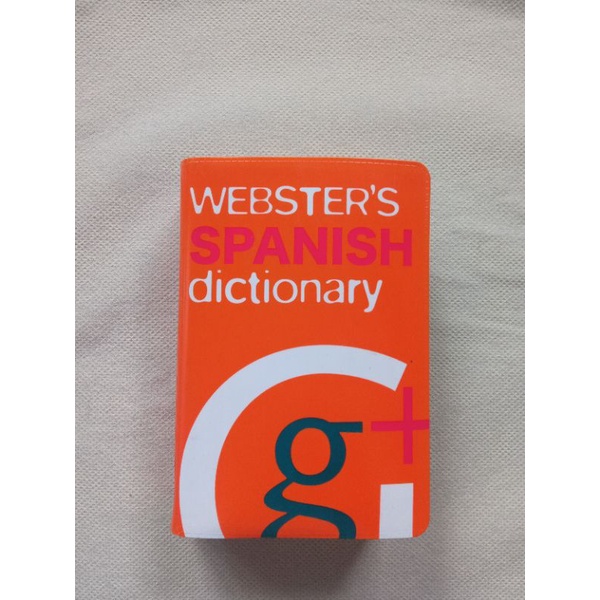 WEBSTER'S
SPANISH
dictionary
G+
g